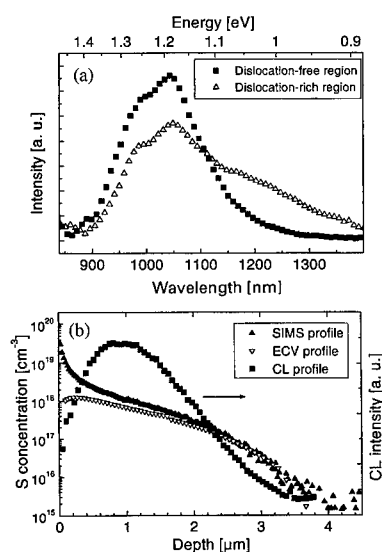 Energy [eV]
1.4 1.3 1.2 1.1 1 0.9
(a)
Dislocation-free region
Dislocation-rich region
Intensity [a. u.]
900 1000 1100 1200 1300
Wavelength [nm]
(b)
SIMS profile
ECV profile
CL profile
S concentration [cm⁻³]
10²⁰
10¹⁹
10¹⁸
10¹⁷
10¹⁶
10¹⁵
CL intensity [a. u.]
0 1 2 3 4
Depth [µm]